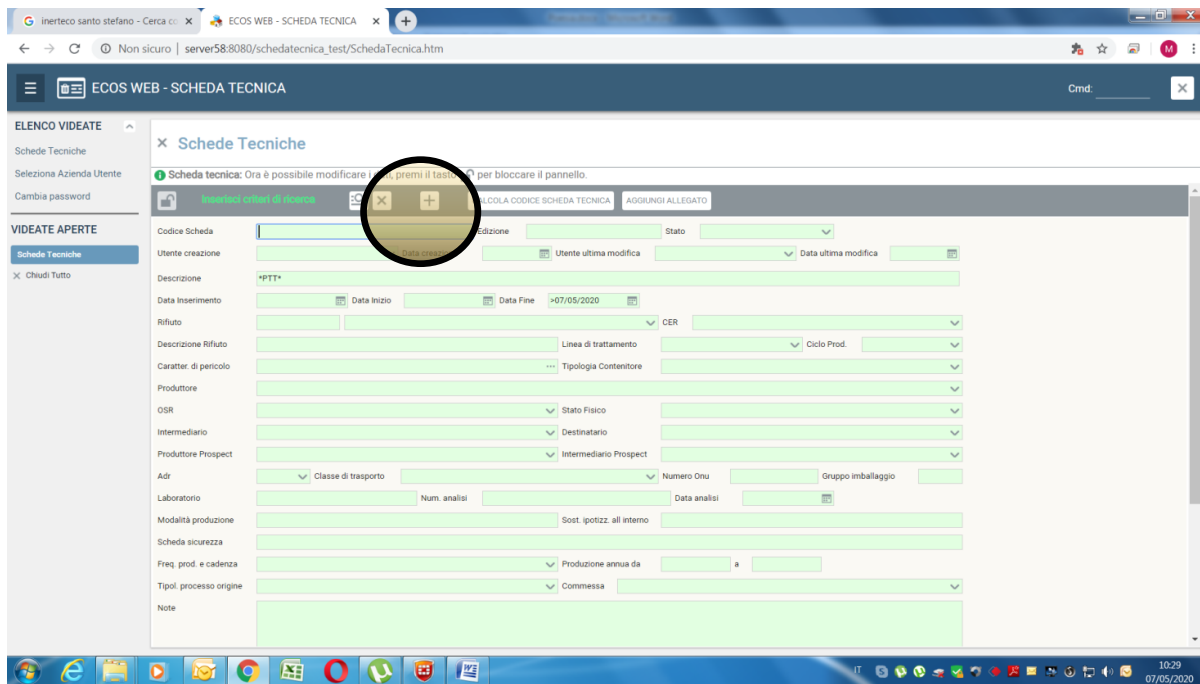 inerteco santo stefano - Cerca co
ECOS WEB - SCHEDA TECNICA
Non sicuro | server58:8080/schedatecnica_test/SchedaTecnica.htm
M
ECOS WEB - SCHEDA TECNICA
Cmd:
ELENCO VIDEATE
Schede Tecniche
Seleziona Azienda Utente
Cambia password
VIDEATE APERTE
Schede Tecniche
Chiudi Tutto
Schede Tecniche
Scheda tecnica: Ora è possibile modificare i dati, premi il tasto per bloccare il pannello.
Inserisci criteri di ricerca
CALCOLA CODICE SCHEDA TECNICA AGGIUNGI ALLEGATO
Codice Scheda Edizione Stato
Utente creazione Data creazione Utente ultima modifica Data ultima modifica
Descrizione *PTT*
Data Inserimento Data Inizio Data Fine >07/05/2020
Rifiuto CER
Descrizione Rifiuto Linea di trattamento Ciclo Prod.
Caratter. di pericolo Tipologia Contenitore
Produttore
OSR Stato Fisico
Intermediario Destinatario
Produttore Prospect Intermediario Prospect
Adr Classe di trasporto Numero Onu Gruppo imballaggio
Laboratorio Num. analisi Data analisi
Modalità produzione Sost. ipotizz. all interno
Scheda sicurezza
Freq. prod. e cadenza Produzione annua da a
Tipol. processo origine Commessa
Note
IT
10:29
07/05/2020